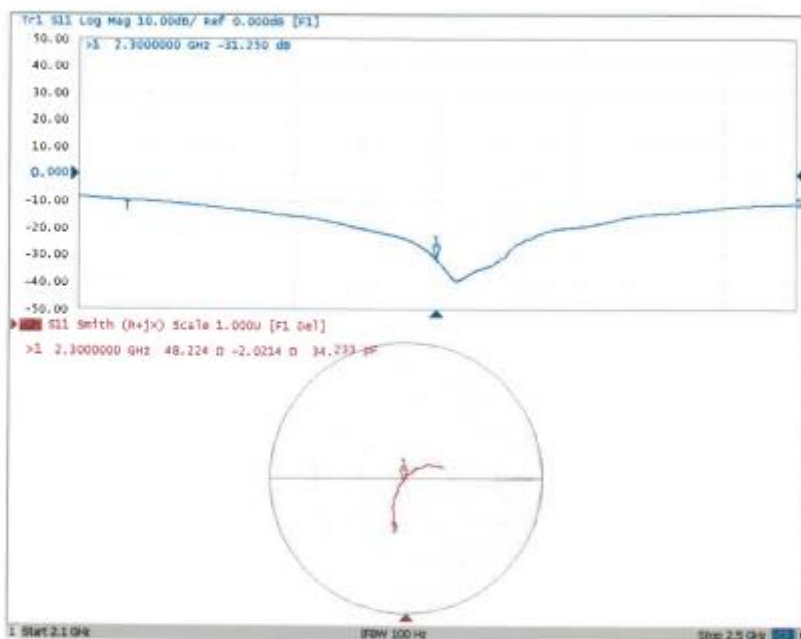 Tr1 S11 Log Mag 10.00dB/ Ref 0.000dB [F1]
>1 2.3000000 GHz -31.250 dB
50.00
40.00
30.00
20.00
10.00
0.000
-10.00
-20.00
-30.00
-40.00
-50.00
1
S11 Smith (R+jX) Scale 1.000U [F1 Del]
>1 2.3000000 GHz 48.224 Ω -2.0214 Ω 34.233 pF
1
1 Start 2.1 GHz IFBW 100 Hz Stop 2.5 GHz